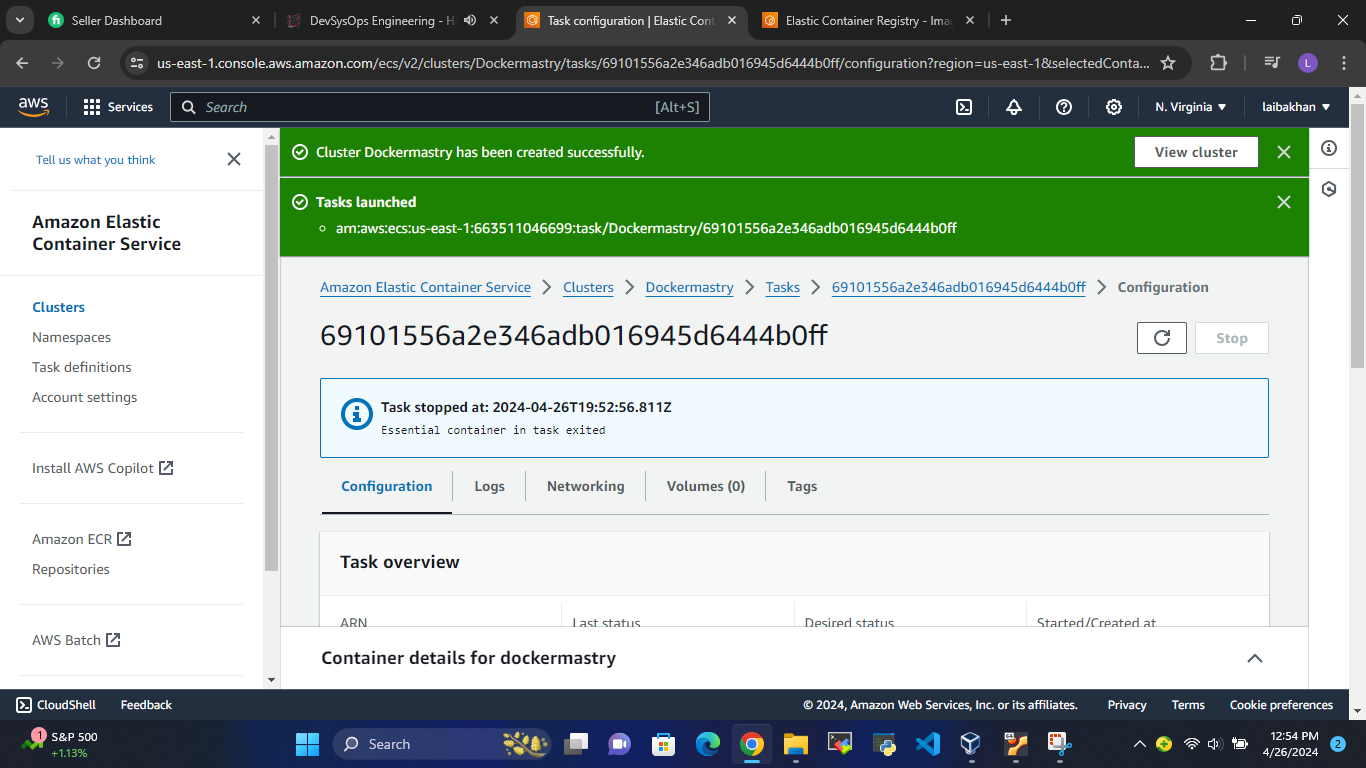 Seller Dashboard
DevSysOps Engineering - Ha
Task configuration | Elastic Cont
Elastic Container Registry - Imag
us-east-1.console.aws.amazon.com/ecs/v2/clusters/Dockermastry/tasks/69101556a2e346adb016945d6444b0ff/configuration?region=us-east-1&selectedConta...
L
aws
Services
Search
[Alt+S]
N. Virginia
laibakhan
Tell us what you think
Amazon Elastic
Container Service
Clusters
Namespaces
Task definitions
Account settings
Install AWS Copilot
Amazon ECR
Repositories
AWS Batch
Cluster Dockermastry has been created successfully.
View cluster
Tasks launched
arn:aws:ecs:us-east-1:663511046699:task/Dockermastry/69101556a2e346adb016945d6444b0ff
Amazon Elastic Container Service > Clusters > Dockermastry > Tasks > 69101556a2e346adb016945d6444b0ff > Configuration
69101556a2e346adb016945d6444b0ff
Stop
Task stopped at: 2024-04-26T19:52:56.811Z
Essential container in task exited
Configuration
Logs
Networking
Volumes (0)
Tags
Task overview
ARN
Last status
Desired status
Started/Created at
Container details for dockermastry
CloudShell
Feedback
© 2024, Amazon Web Services, Inc. or its affiliates.
Privacy
Terms
Cookie preferences
1
S&P 500
+1.13%
Search
12:54 PM
4/26/2024
2